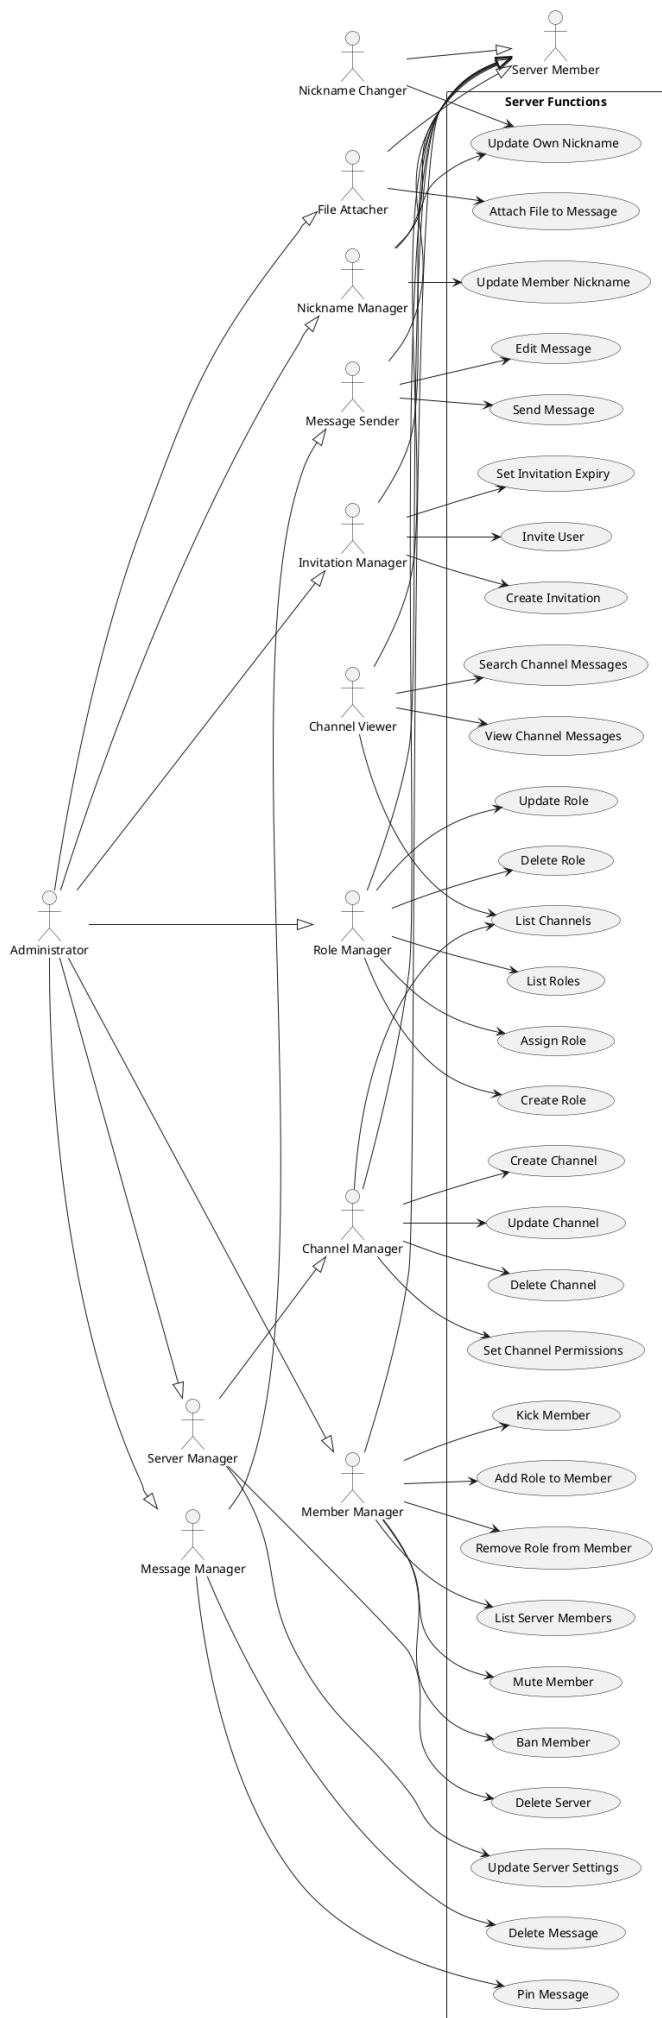 Server Member
Nickname Changer
Server Functions
Update Own Nickname
File Attacher
Attach File to Message
Nickname Manager
Update Member Nickname
Edit Message
Message Sender
Send Message
Set Invitation Expiry
Invite User
Invitation Manager
Create Invitation
Search Channel Messages
Channel Viewer
View Channel Messages
Update Role
Delete Role
List Channels
Administrator
Role Manager
List Roles
Assign Role
Create Role
Create Channel
Update Channel
Channel Manager
Delete Channel
Set Channel Permissions
Kick Member
Server Manager
Add Role to Member
Member Manager
Remove Role from Member
Message Manager
List Server Members
Mute Member
Ban Member
Delete Server
Update Server Settings
Delete Message
Pin Message